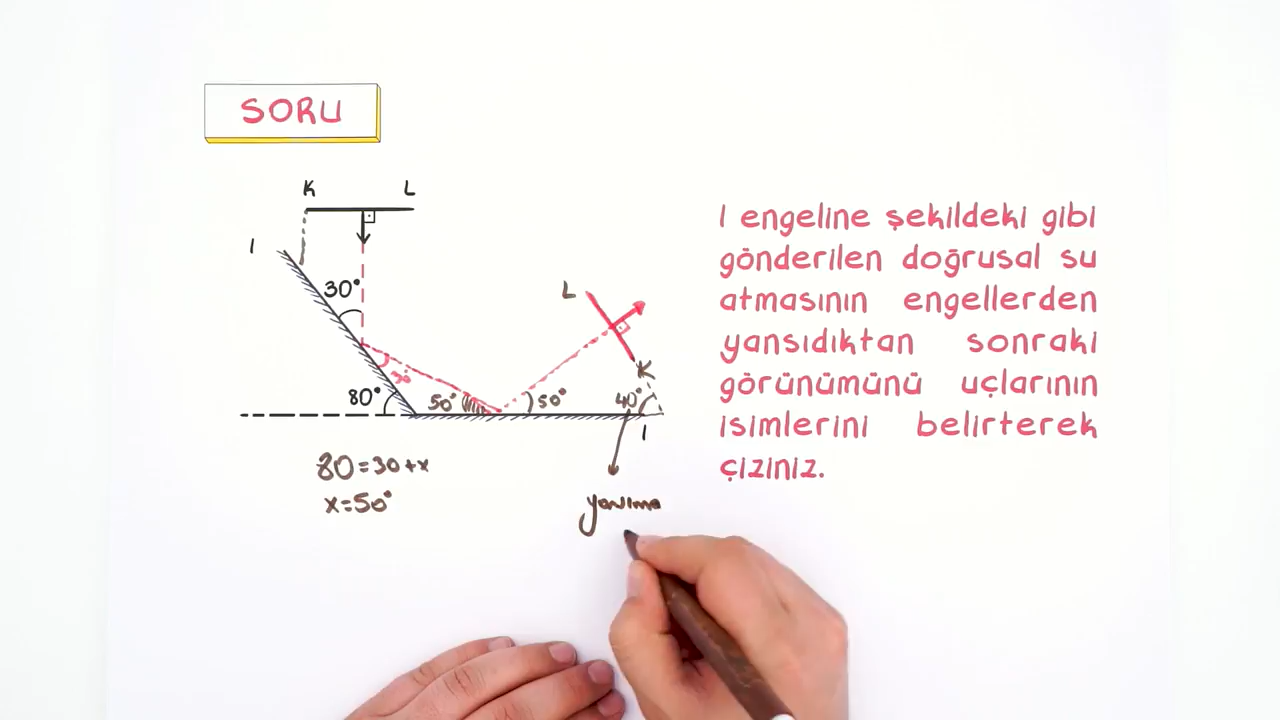 SORU
K L
I
30°
L
K
30°
80°
50°
50°
40°
I
80=30+x
x=50°
yansıma
I engeline şekildeki gibi
gönderilen doğrusal su
atmasının engellerden
yansıdıktan sonraki
görünümünü uçlarının
isimlerini belirterek
çiziniz.